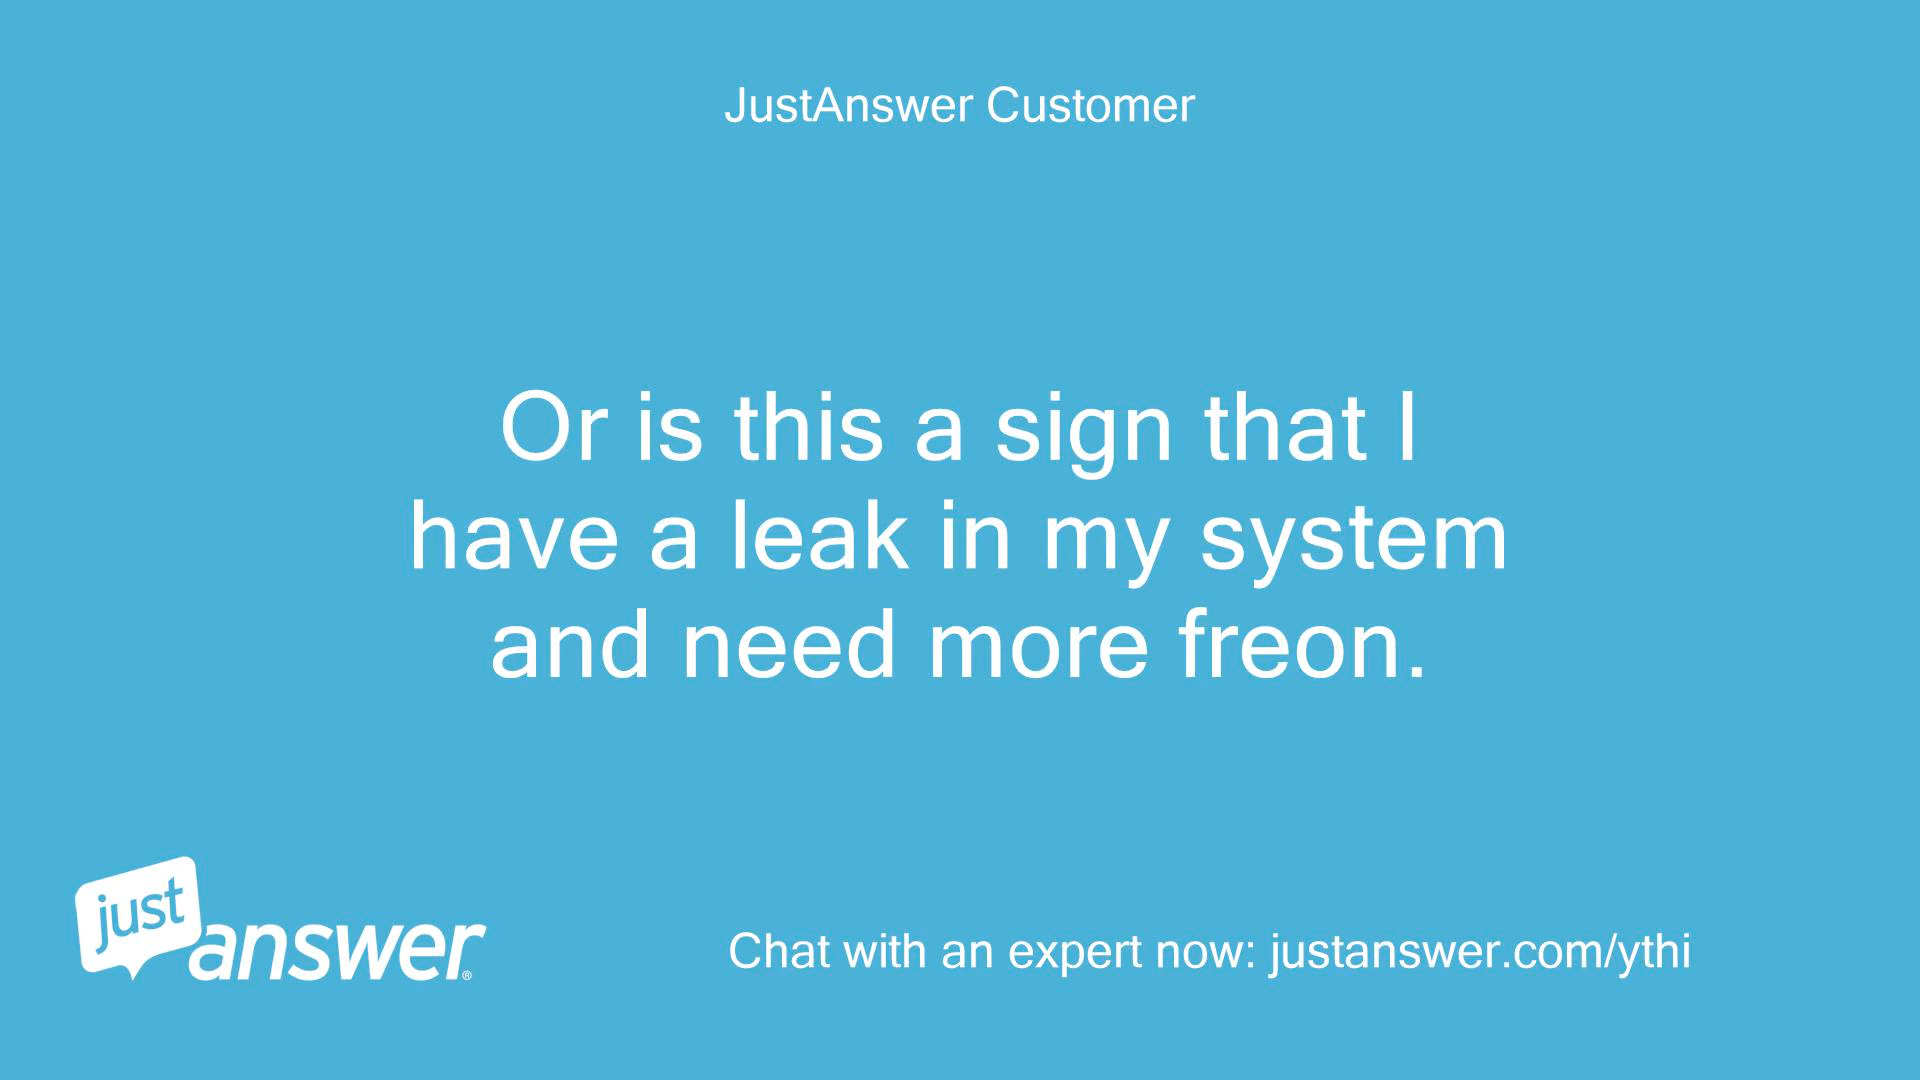 JustAnswer Customer
Or is this a sign that I
have a leak in my system
and need more freon.
just
answer®
Chat with an expert now: justanswer.com/ythi